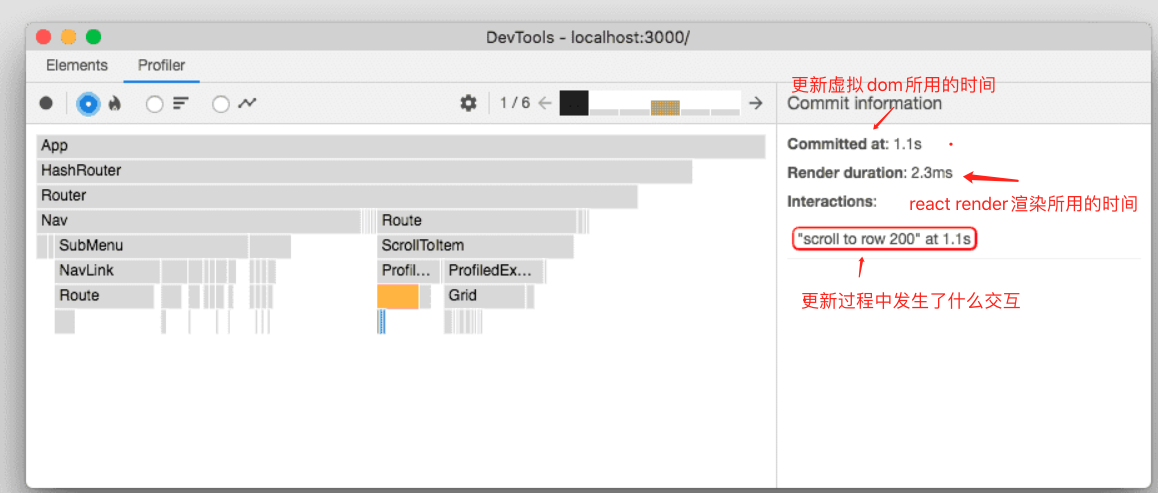 DevTools - localhost:3000/
Elements Profiler
1 / 6
更新虚拟dom所用的时间
Commit information
Committed at: 1.1s
Render duration: 2.3ms
react render渲染所用的时间
Interactions:
"scroll to row 200" at 1.1s
更新过程中发生了什么交互
App
HashRouter
Router
Nav Route
SubMenu ScrollToItem
NavLink Profil... ProfiledEx...
Route Grid